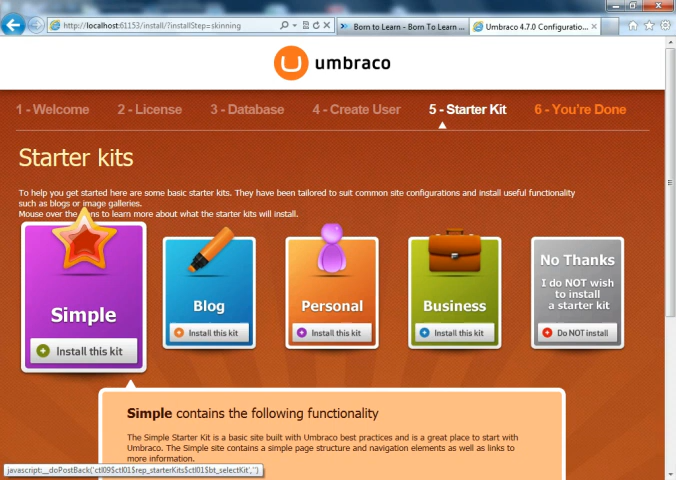 http://localhost:61153/install/?installStep=skinning
Born to Learn - Born To Learn ...
Umbraco 4.7.0 Configuratio...
umbraco
1 - Welcome 2 - License 3 - Database 4 - Create User 5 - Starter Kit 6 - You're Done
Starter kits
To help you get started here are some basic starter kits. They have been tailored to suit common site configurations and install useful functionality
such as blogs or image galleries.
Mouse over the to learn more about what the starter kits will install.
Simple
Install this kit
Blog
Install this kit
Personal
Install this kit
Business
Install this kit
No Thanks
I do NOT wish
to install
a starter kit
Do NOT install
Simple contains the following functionality
The Simple Starter Kit is a basic site built with Umbraco best practices and is a great place to start with
Umbraco. The Simple site contains a simple page structure and navigation elements as well as links to
more information.
javascript:__doPostBack('ctl09$ctl01$rep_starterKits$ctl01$bt_selectKit','')